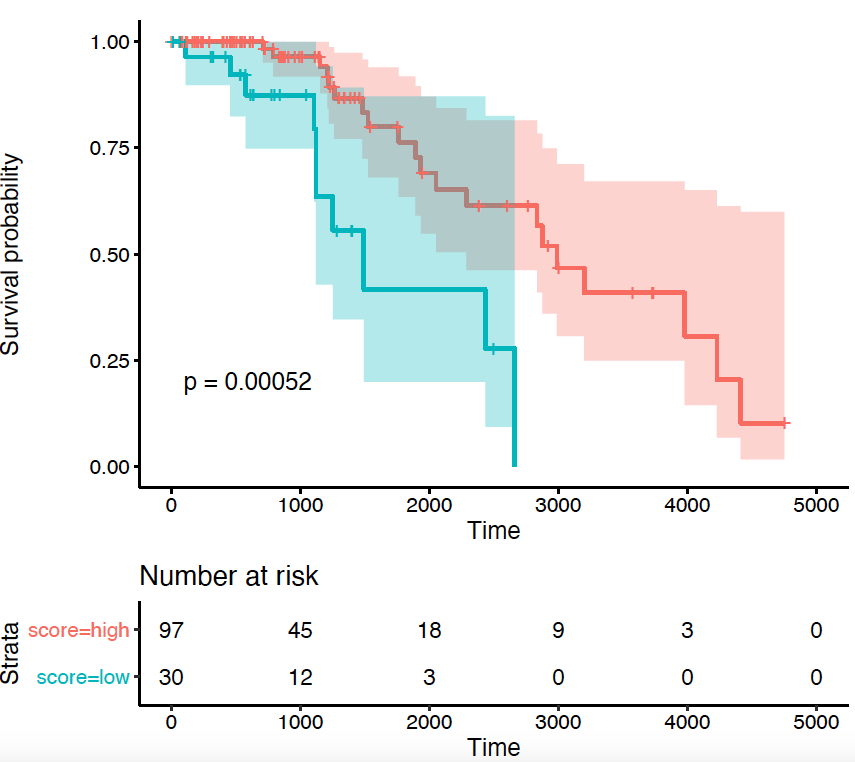 Survival probability
1.00
0.75
0.50
0.25
0.00
p = 0.00052
0 1000 2000 3000 4000 5000
Time
Number at risk
Strata
score=high 97 45 18 9 3 0
score=low 30 12 3 0 0 0
0 1000 2000 3000 4000 5000
Time